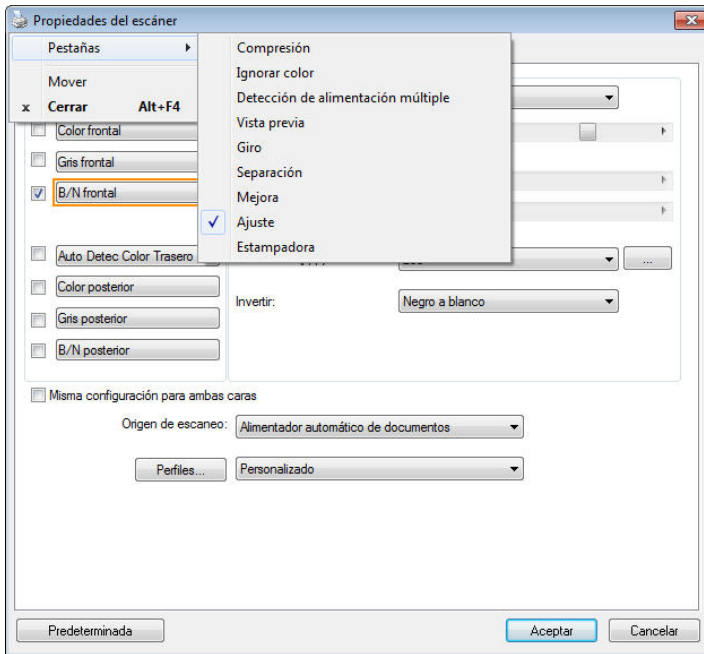 Propiedades del escáner
Pestañas
Mover
x Cerrar Alt+F4
Compresión
Ignorar color
Detección de alimentación múltiple
Vista previa
Giro
Separación
Mejora
Ajuste
Estampadora
Color frontal
Gris frontal
B/N frontal
Auto Detec Color Trasero
Color posterior
Gris posterior
B/N posterior
...
Invertir: Negro a blanco
Misma configuración para ambas caras
Origen de escaneo: Alimentador automático de documentos
Perfiles... Personalizado
Predeterminada Aceptar Cancelar